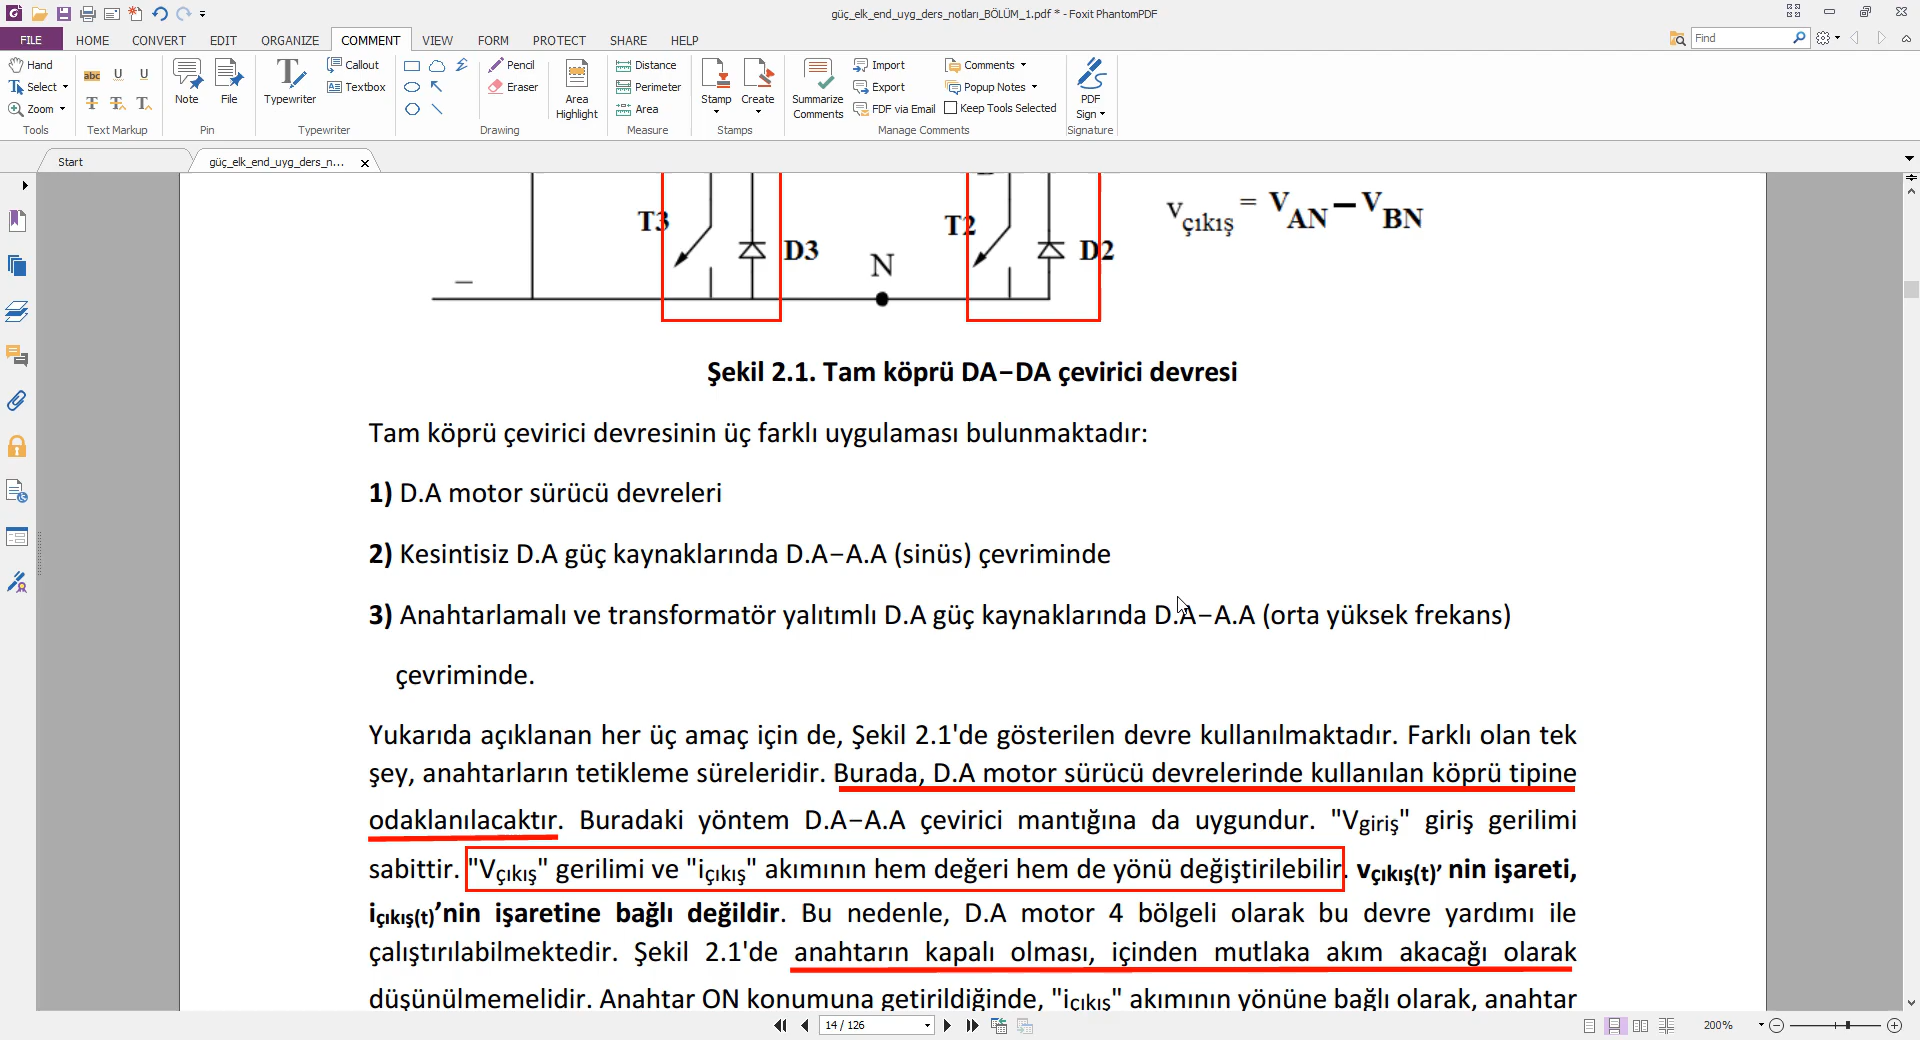 güç_elk_end_uyg_ders_notları_BÖLÜM_1.pdf * - Foxit PhantomPDF
FILE HOME CONVERT EDIT ORGANIZE COMMENT VIEW FORM PROTECT SHARE HELP
Find
Hand
Select
Zoom
Tools
abc U U
T T T
Text Markup
Note File
Pin
Typewriter
Callout
Textbox
Typewriter
Pencil
Eraser
Drawing
Area
Highlight
Distance
Perimeter
Area
Measure
Stamp Create
Stamps
Summarize
Comments
Import
Export
FDF via Email
Comments
Popup Notes
Keep Tools Selected
Manage Comments
PDF
Sign
Signature
Start güç_elk_end_uyg_ders_n...
T3 D3 N T2 D2
vçıkış = VAN − VBN
−
Şekil 2.1. Tam köprü DA−DA çevirici devresi
Tam köprü çevirici devresinin üç farklı uygulaması bulunmaktadır:
1) D.A motor sürücü devreleri
2) Kesintisiz D.A güç kaynaklarında D.A−A.A (sinüs) çevriminde
3) Anahtarlamalı ve transformatör yalıtımlı D.A güç kaynaklarında D.A−A.A (orta yüksek frekans)
çevriminde.
Yukarıda açıklanan her üç amaç için de, Şekil 2.1'de gösterilen devre kullanılmaktadır. Farklı olan tek
şey, anahtarların tetikleme süreleridir. Burada, D.A motor sürücü devrelerinde kullanılan köprü tipine
odaklanılacaktır. Buradaki yöntem D.A−A.A çevirici mantığına da uygundur. "Vgiriş" giriş gerilimi
sabittir. "Vçıkış" gerilimi ve "içıkış" akımının hem değeri hem de yönü değiştirilebilir. vçıkış(t)' nin işareti,
içıkış(t)'nin işaretine bağlı değildir. Bu nedenle, D.A motor 4 bölgeli olarak bu devre yardımı ile
çalıştırılabilmektedir. Şekil 2.1'de anahtarın kapalı olması, içinden mutlaka akım akacağı olarak
düşünülmemelidir. Anahtar ON konumuna getirildiğinde, "içıkış" akımının yönüne bağlı olarak, anahtar
14 / 126
200%